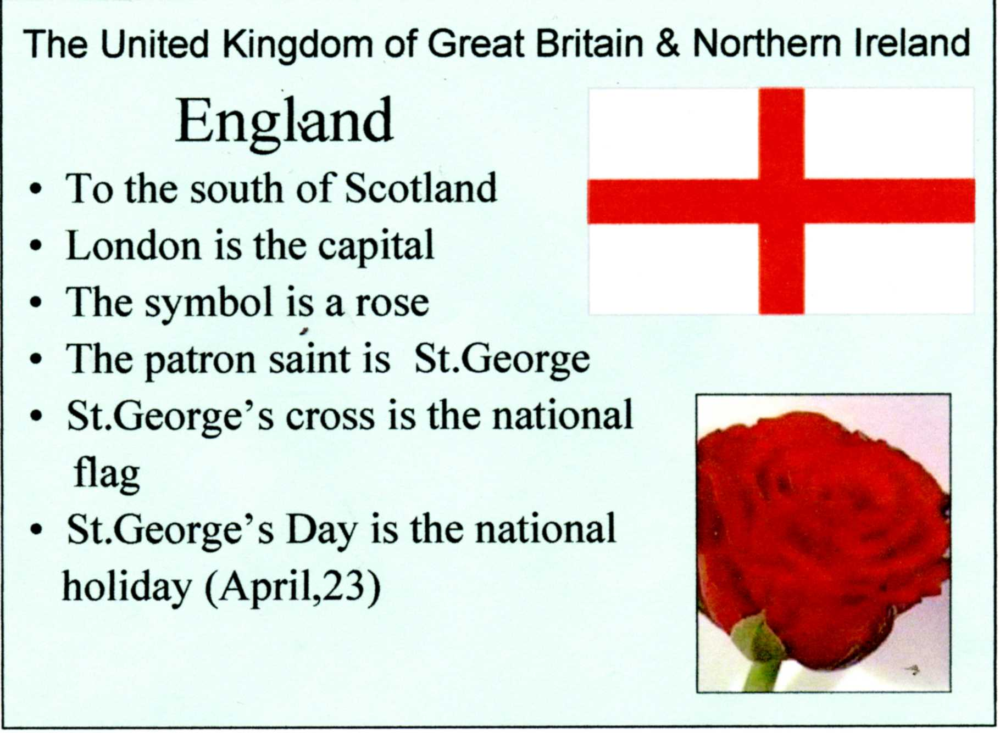 The United Kingdom of Great Britain & Northern Ireland
England
• To the south of Scotland
• London is the capital
• The symbol is a rose
• The patron saint is St.George
• St.George’s cross is the national
flag
• St.George’s Day is the national
holiday (April,23)